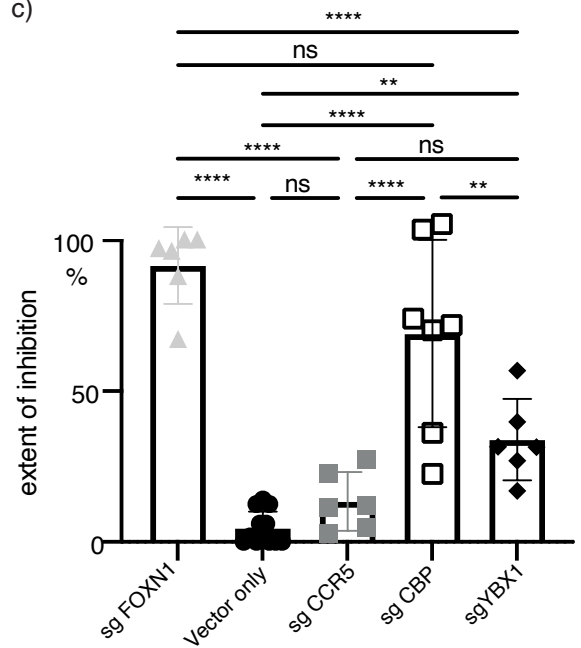 c)
****
ns
**
****
****
ns
****
ns
****
**
100
%
50
0
extent of inhibition
sg FOXN1
Vector only
sg CCR5
sg CBP
sgYBX1